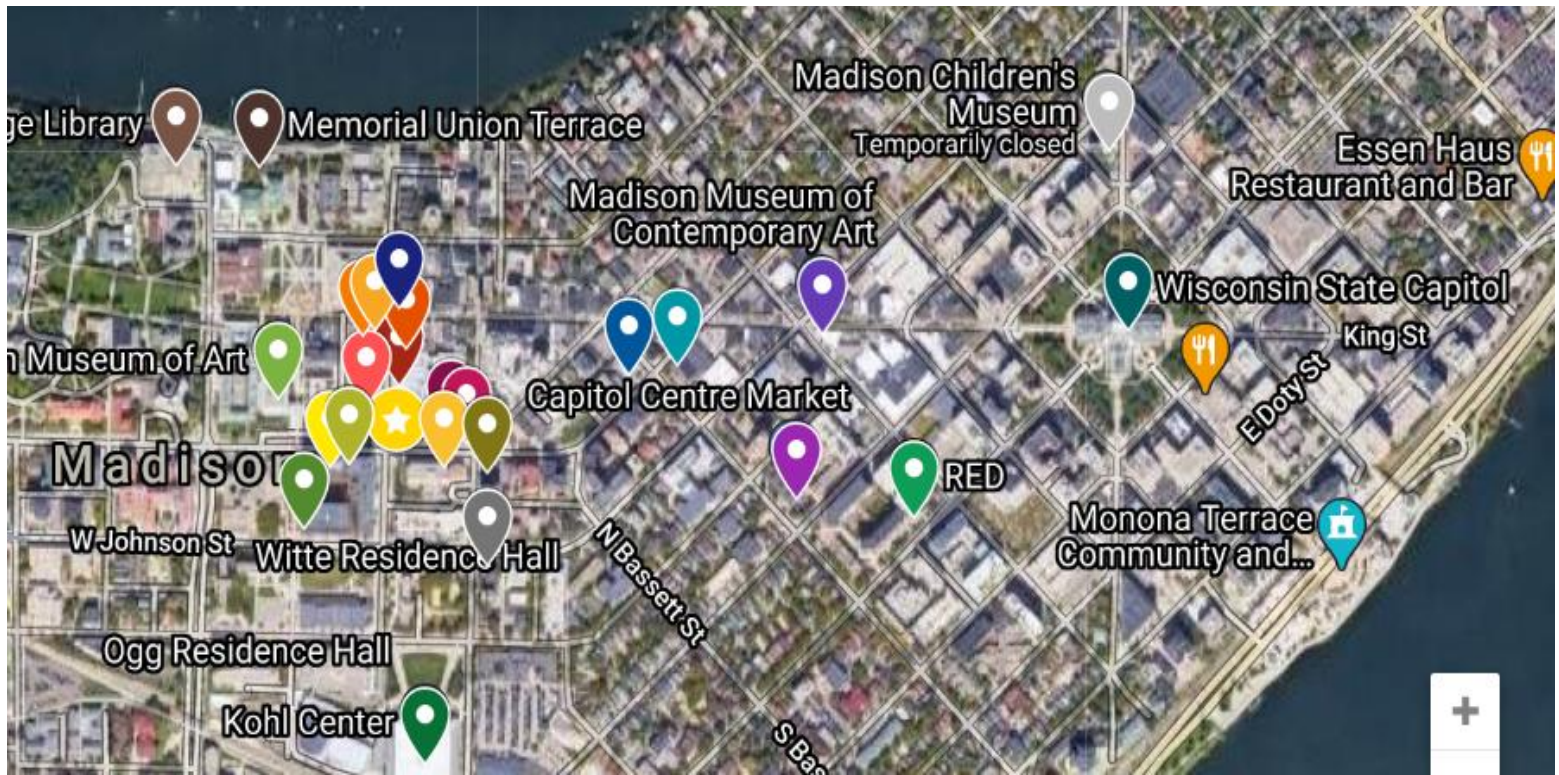 Madison Children's
Museum
Temporarily closed
ge Library
Memorial Union Terrace
Essen Haus
Restaurant and Bar
Madison Museum of
Contemporary Art
Wisconsin State Capitol
King St
n Museum of Art
Capitol Centre Market
E Doty St
Madison
RED
W Johnson St
Witte Residence Hall
N Bassett St
Monona Terrace
Community and...
Ogg Residence Hall
Kohl Center
S Bas
+